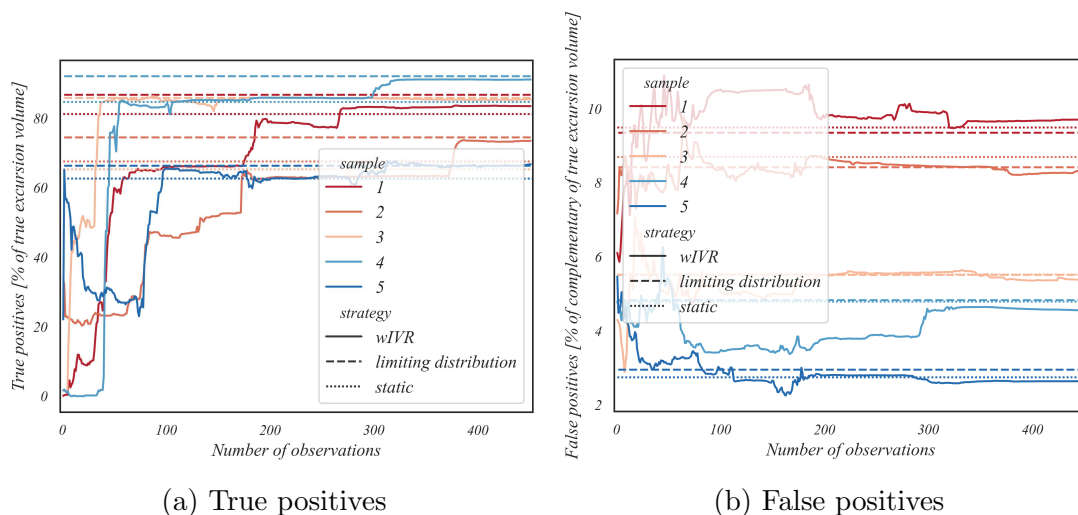 True positives [% of true excursion volume]
80
60
40
20
0
sample
1
2
3
4
5
strategy
wIVR
limiting distribution
static
0
100
200
300
400
Number of observations
(a) True positives
False positives [% of complementary of true excursion volume]
10
8
6
4
2
sample
1
2
3
4
5
strategy
wIVR
limiting distribution
static
0
100
200
300
400
Number of observations
(b) False positives